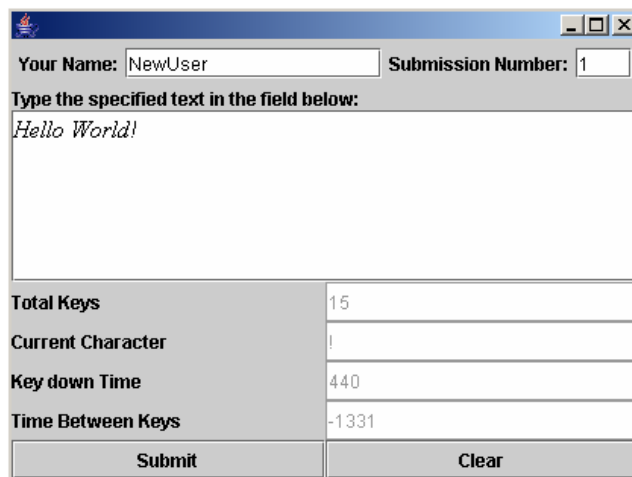 Your Name: NewUser Submission Number: 1
Type the specified text in the field below:
Hello World!
Total Keys 15
Current Character !
Key down Time 440
Time Between Keys -1331
Submit Clear